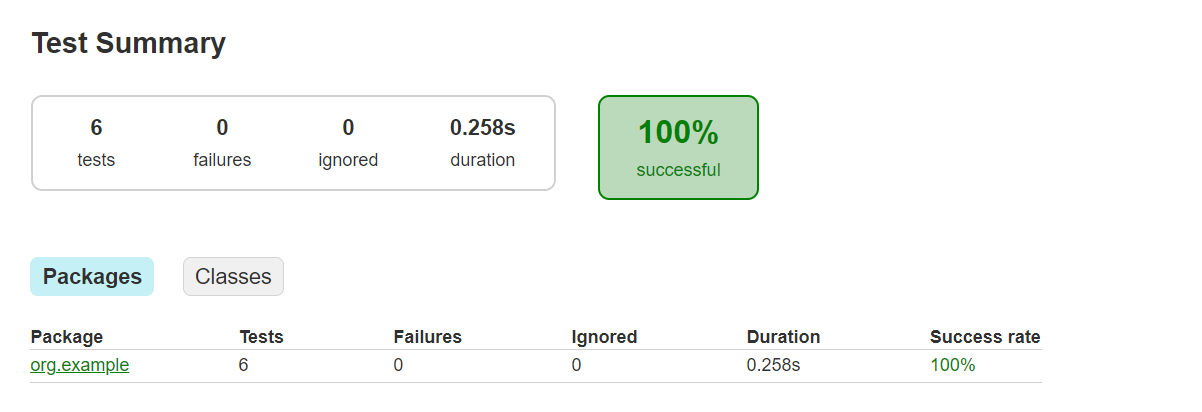 Test Summary
6 0 0 0.258s 100%
tests failures ignored duration successful
Packages Classes
Package Tests Failures Ignored Duration Success rate
org.example 6 0 0 0.258s 100%